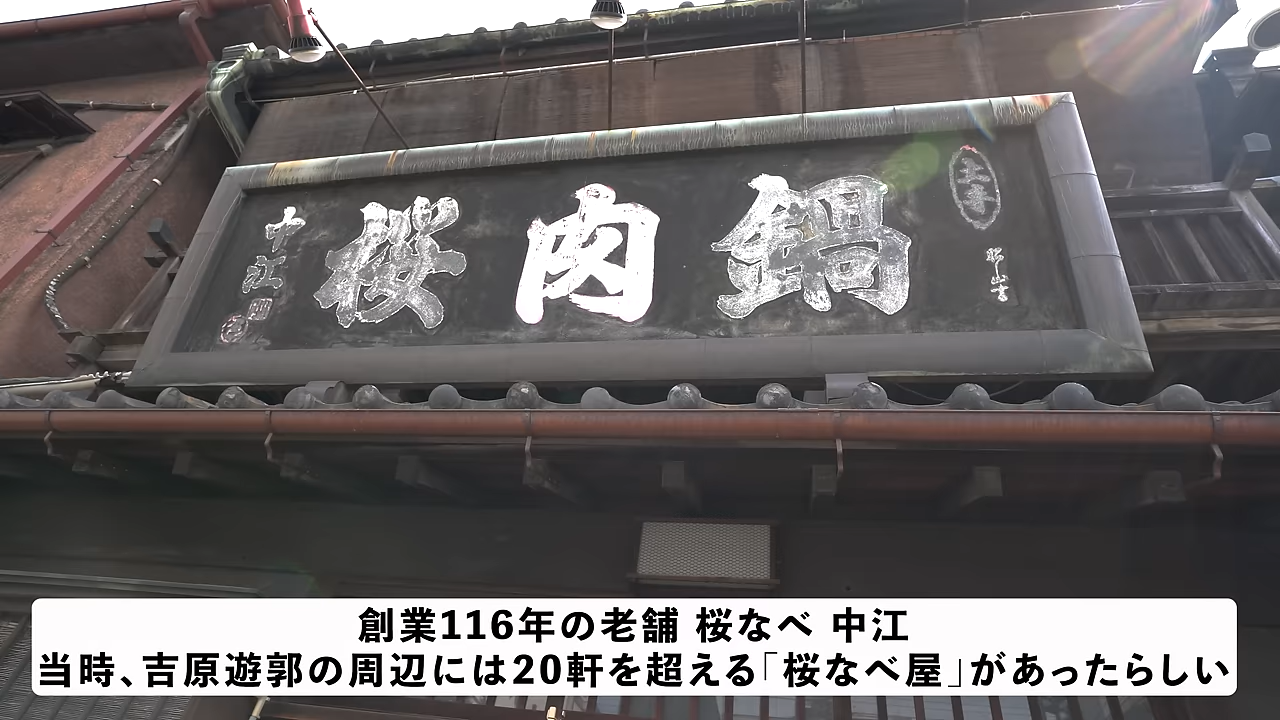 桜肉鍋
中江
創業116年の老舗 桜なべ 中江
当時、吉原遊郭の周辺には20軒を超える「桜なべ屋」があったらしい